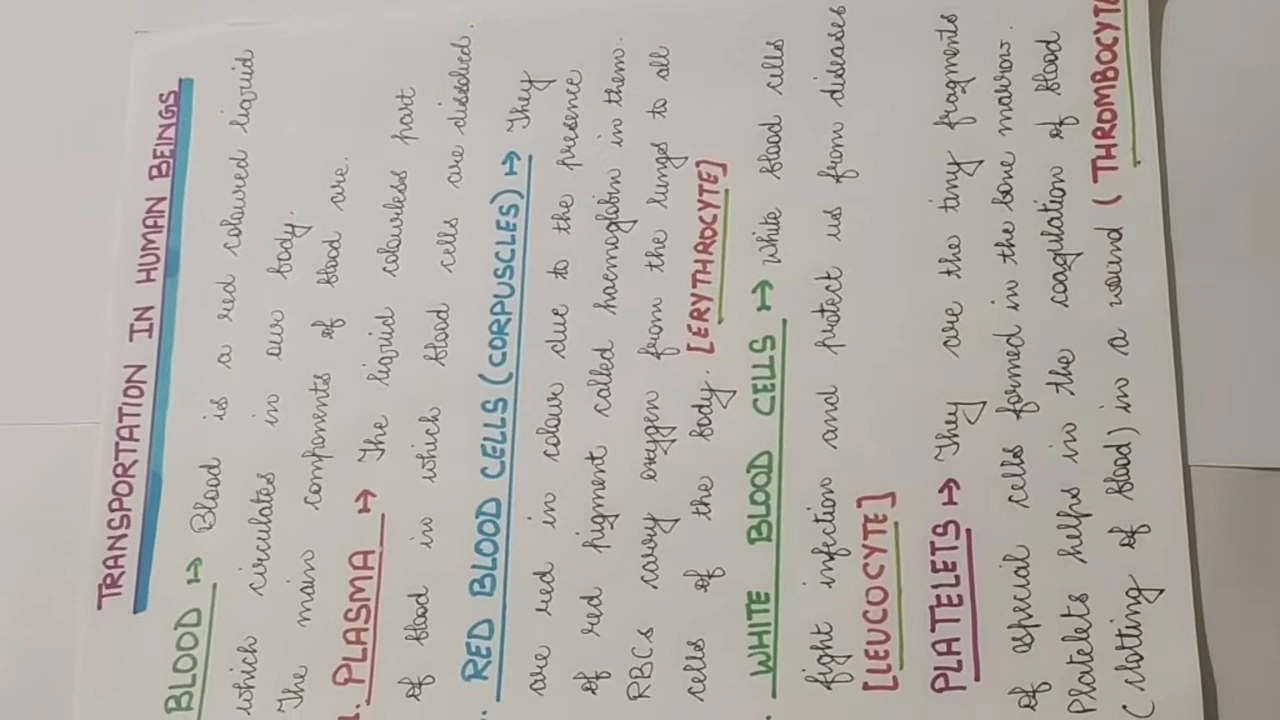 TRANSPORTATION IN HUMAN BEINGS
BLOOD ↦ Blood is a red coloured liquid
which circulates in our body.
The main components of blood are.
1. PLASMA ↦ The liquid colourless part
of blood in which blood cells are dissolved.
. RED BLOOD CELLS (CORPUSCLES) ↦ They
are red in colour due to the presence
of red pigment called haemoglobin in them.
RBCs carry oxygen from the lungs to all
cells of the body. [ERYTHROCYTE]
. WHITE BLOOD CELLS ↦ White blood cells
fight infection and protect us from diseases
[LEUCOCYTE]
PLATELETS ↦ They are the tiny fragments
of especial cells formed in the bone marrow.
Platelets helps in the coagulation of blood
(clotting of blood) in a wound (THROMBOCYTE